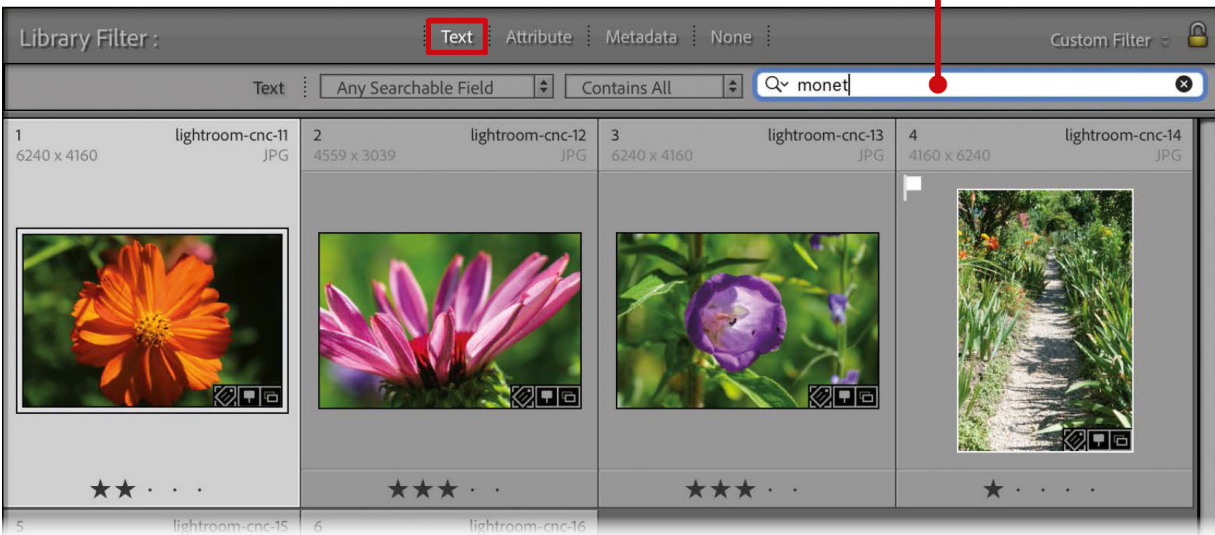 Library Filter : Text Attribute Metadata None Custom Filter
Text Any Searchable Field Contains All monet
1 lightroom-cnc-11 2 lightroom-cnc-12 3 lightroom-cnc-13 4 lightroom-cnc-14
6240 x 4160 JPG 4559 x 3039 JPG 6240 x 4160 JPG 4160 x 6240 JPG
5 lightroom-cnc-15 6 lightroom-cnc-16